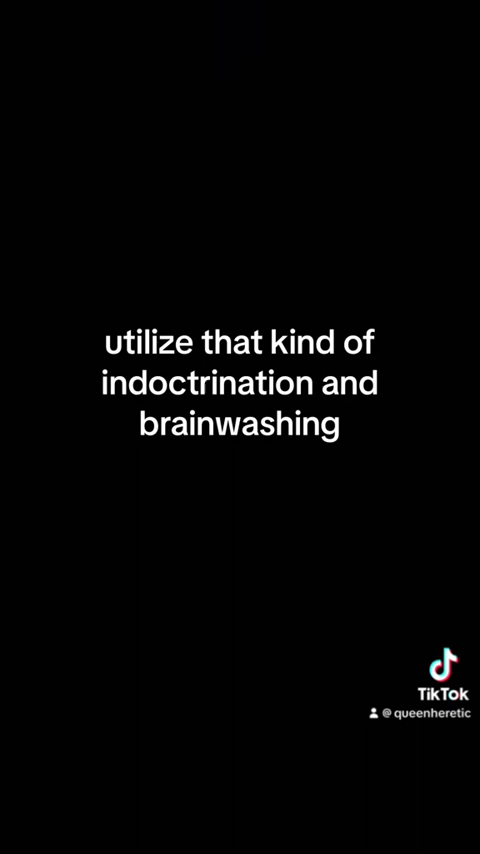 utilize that kind of
indoctrination and
brainwashing
TikTok
@ queenheretic